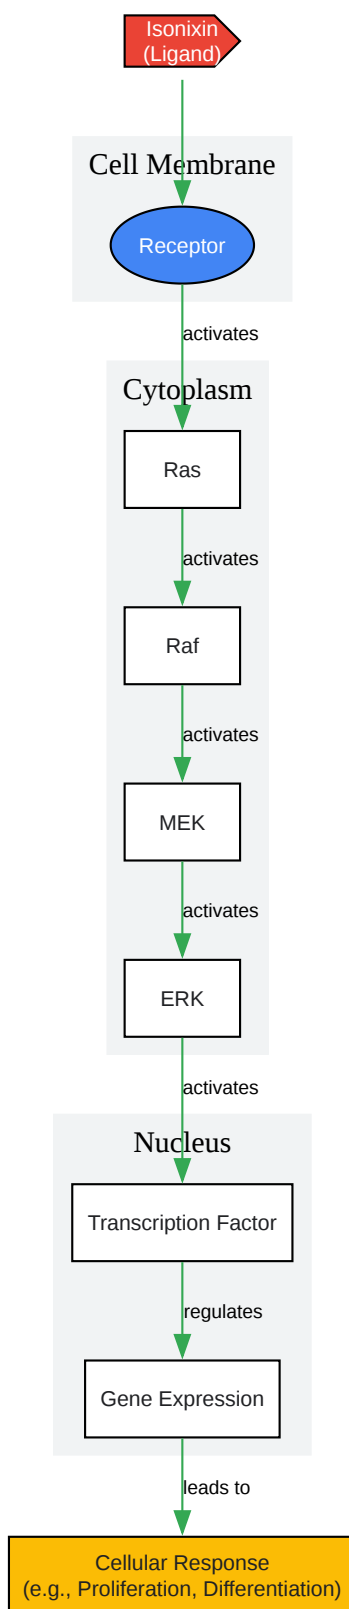 Isonixin
(Ligand)
Cell Membrane
Receptor
activates
Cytoplasm
Ras
activates
Raf
activates
MEK
activates
ERK
activates
Nucleus
Transcription Factor
regulates
Gene Expression
leads to
Cellular Response
(e.g., Proliferation, Differentiation)